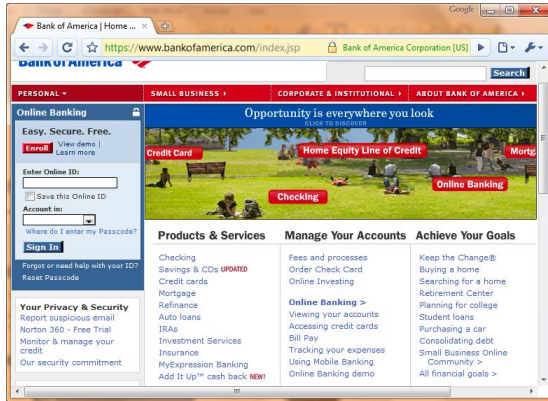 Google
Bank of America | Home ...
https://www.bankofamerica.com/index.jsp
Bank of America Corporation [US]
Bank of America
Search
PERSONAL
SMALL BUSINESS
CORPORATE & INSTITUTIONAL
ABOUT BANK OF AMERICA
Online Banking
Easy. Secure. Free.
Enroll
View demo |
Learn more
Enter Online ID:
Save this Online ID
Account in:
Where do I enter my Passcode?
Sign In
Forgot or need help with your ID?
Reset Passcode
Your Privacy & Security
Report suspicious email
Norton 360 - Free Trial
Monitor & manage your
credit
Our security commitment
Opportunity is everywhere you look
CLICK TO DISCOVER
Credit Card
Home Equity Line of Credit
Mortg
Online Banking
Checking
Products & Services
Checking
Savings & CDs UPDATED
Credit cards
Mortgage
Refinance
Auto loans
IRAs
Investment Services
Insurance
MyExpression Banking
Add It Up™ cash back NEW!
Manage Your Accounts
Fees and processes
Order Check Card
Online Investing
Online Banking >
Viewing your accounts
Accessing credit cards
Bill Pay
Tracking your expenses
Using Mobile Banking
Online Banking demo
Achieve Your Goals
Keep the Change®
Buying a home
Searching for a home
Retirement Center
Planning for college
Student loans
Purchasing a car
Consolidating debt
Small Business Online
Community >
All financial goals >